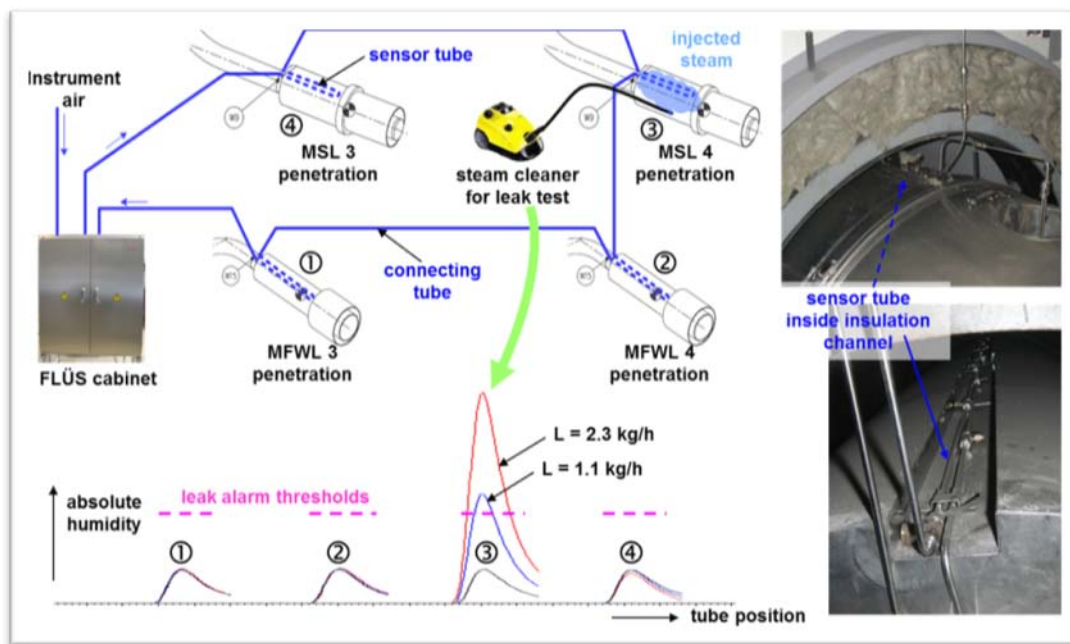 Instrument
air
sensor tube
injected
steam
④
MSL 3
penetration
steam cleaner
for leak test
③
MSL 4
penetration
①
connecting
tube
②
FLÜS cabinet
MFWL 3
penetration
MFWL 4
penetration
sensor tube
inside insulation
channel
L = 2.3 kg/h
L = 1.1 kg/h
absolute
humidity
leak alarm thresholds
① ② ③ ④
tube position